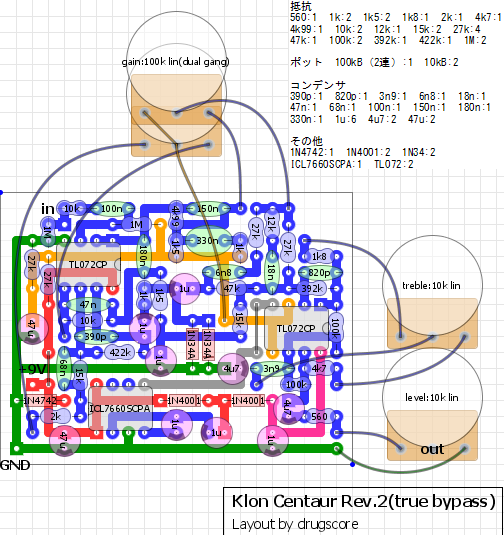 抵抗
560:1 1k:2 1k5:2 1k8:1 2k:1 4k7:1
4k99:1 10k:2 12k:1 15k:2 27k:4
47k:1 100k:2 392k:1 422k:1 1M:2
ポット 100kB（2連）:1 10kB:2
コンデンサ
390p:1 820p:1 3n9:1 6n8:1 18n:1
47n:1 68n:1 100n:1 150n:1 180n:1
330n:1 1u:6 4u7:2 47u:2
その他
1N4742:1 1N4001:2 1N34:2
ICL7660SCPA:1 TL072:2
gain:100k lin(dual gang)
in
10k
100n
4k99
150n
1M
1M
27k
12k
27k
15k
1k5
330n
1k
180n
1k8
27k
27k
TL072CP
6n8
18n
820p
treble:10k lin
1u
47k
392k
1k
1k5
47n
10k
15k
47u
1u
TL072CP
100k
390p
1N34A
1N34A
422k
1u
+9V
68n
15k
4u7
3n9
4k7
100k
level:10k lin
1N4742
ICL7660SCPA
1N4001
1N4001
4u7
2k
1u
560
47u
1u
1u
out
GND
Klon Centaur Rev.2(true bypass)
Layout by drugscore